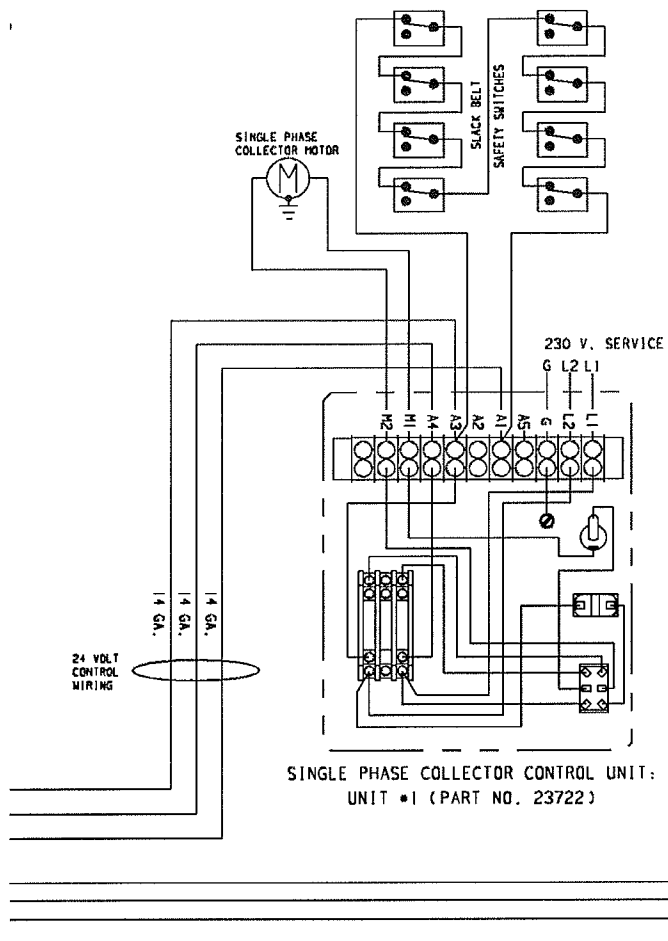 SLACK BELT
SAFETY SWITCHES
SINGLE PHASE
COLLECTOR MOTOR
M
230 V. SERVICE
G L2 L1
M2 M1 A4 A3 A2 A1 A5 G L2 L1
14 GA.
14 GA.
14 GA.
24 VOLT
CONTROL
WIRING
SINGLE PHASE COLLECTOR CONTROL UNIT:
UNIT #1 (PART NO. 23722)